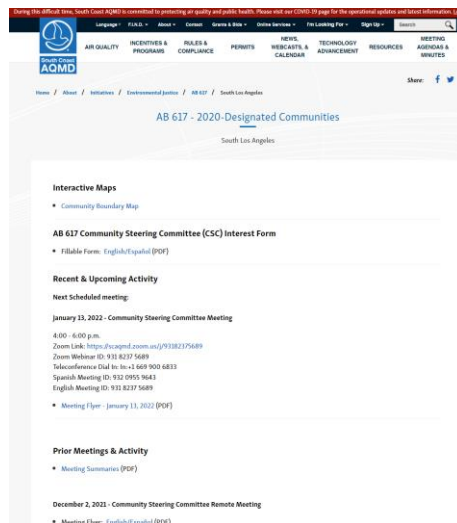 During this difficult time, South Coast AQMD is committed to protecting air quality and public health. Please visit our COVID-19 page for the operational updates and latest information.
Language F.I.N.D. About Contact Grants & Bids Online Services I'm Looking For Sign Up Search
South Coast
AQMD
AIR QUALITY INCENTIVES & PROGRAMS RULES & COMPLIANCE PERMITS NEWS, WEBCASTS, & CALENDAR TECHNOLOGY ADVANCEMENT RESOURCES MEETING AGENDAS & MINUTES
Share:
Home / About / Initiatives / Environmental Justice / AB 617 / South Los Angeles
AB 617 - 2020-Designated Communities
South Los Angeles
Interactive Maps
Community Boundary Map
AB 617 Community Steering Committee (CSC) Interest Form
Fillable Form: English/Español (PDF)
Recent & Upcoming Activity
Next Scheduled meeting:
January 13, 2022 - Community Steering Committee Meeting
4:00 - 6:00 p.m.
Zoom Link: https://scaqmd.zoom.us/j/93182375689
Zoom Webinar ID: 931 8237 5689
Teleconference Dial In: In:+1 669 900 6833
Spanish Meeting ID: 932 0955 9643
English Meeting ID: 931 8237 5689
Meeting Flyer - January 13, 2022 (PDF)
Prior Meetings & Activity
Meeting Summaries (PDF)
December 2, 2021 - Community Steering Committee Remote Meeting
Meeting Flyer: English/Español (PDF)